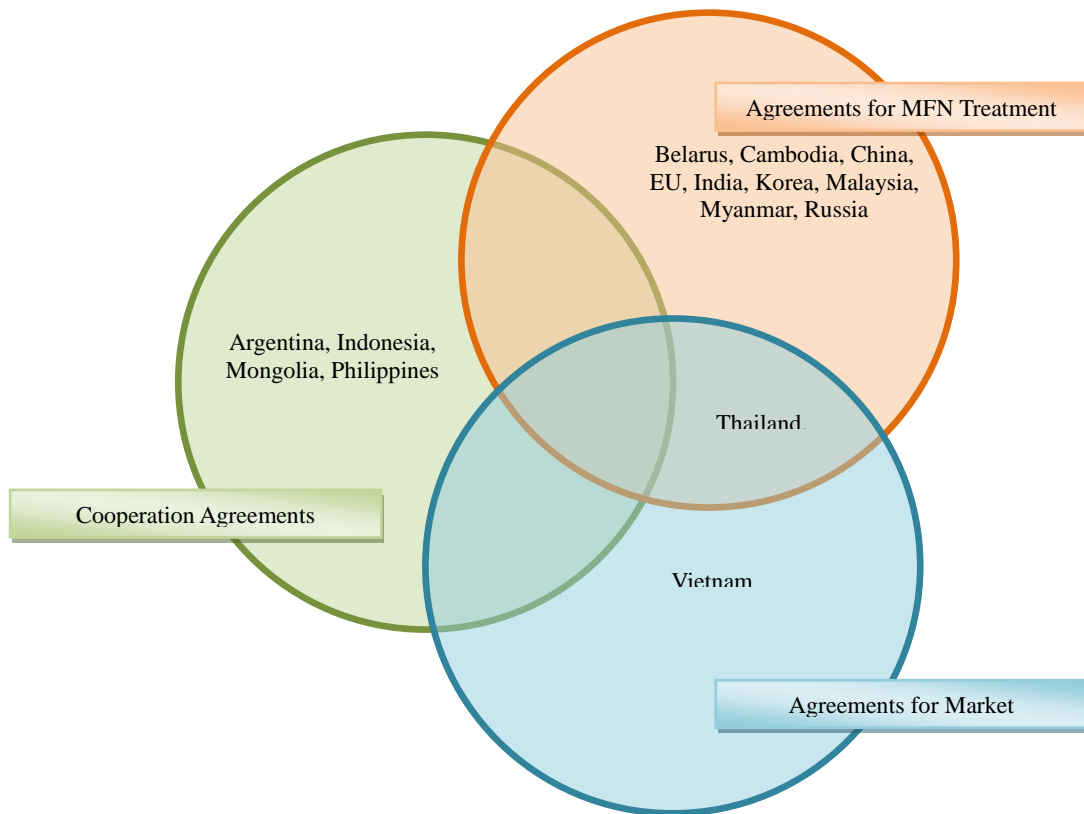 Agreements for MFN Treatment
Belarus, Cambodia, China,
EU, India, Korea, Malaysia,
Myanmar, Russia
Argentina, Indonesia,
Mongolia, Philippines
Thailand,
Cooperation Agreements
Vietnam
Agreements for Market